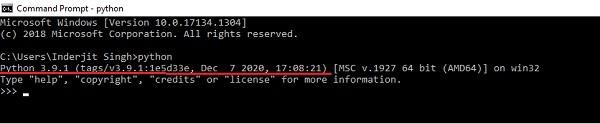 Command Prompt - python
Microsoft Windows [Version 10.0.17134.1304]
(c) 2018 Microsoft Corporation. All rights reserved.
C:\Users\Inderjit Singh>python
Python 3.9.1 (tags/v3.9.1:1e5d33e, Dec  7 2020, 17:08:21) [MSC v.1927 64 bit (AMD64)] on win32
Type "help", "copyright", "credits" or "license" for more information.
>>>